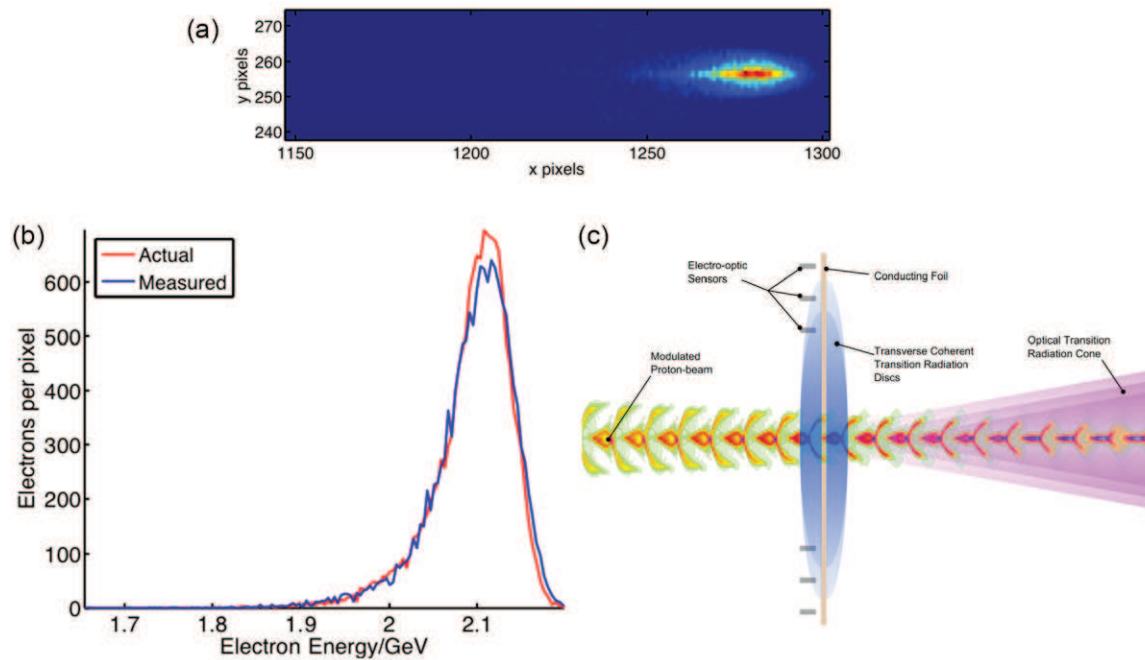 (a)
270
260
250
240
y pixels
1150
1200
1250
1300
x pixels
(b)
Actual
Measured
600
500
400
300
200
100
0
Electrons per pixel
1.7
1.8
1.9
2
2.1
Electron Energy/GeV
(c)
Electro-optic
Sensors
Conducting Foil
Modulated
Proton-beam
Transverse Coherent
Transition Radiation
Discs
Optical Transition
Radiation Cone